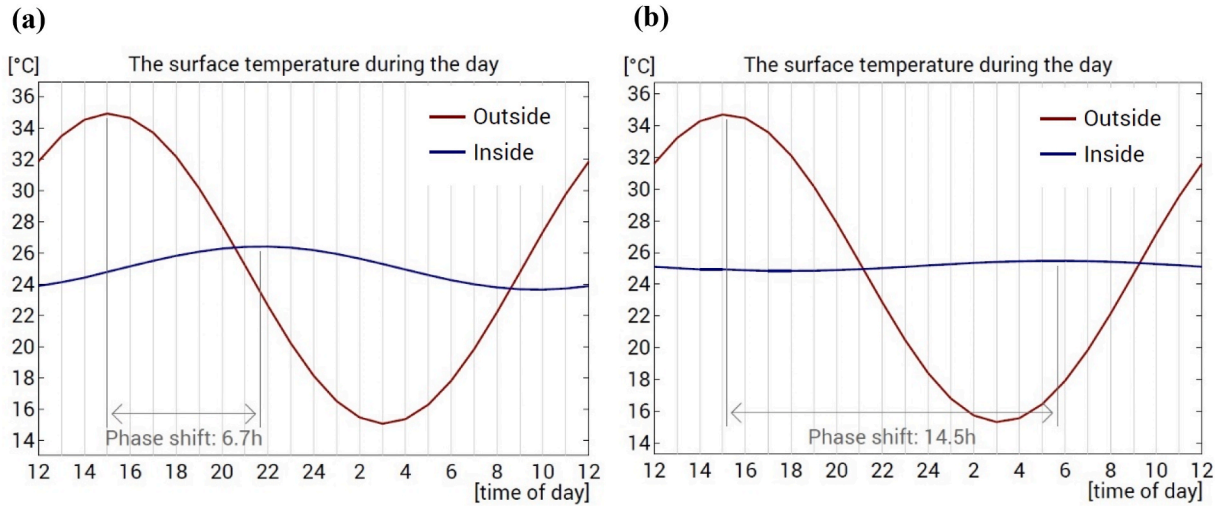 (a)
[°C]
The surface temperature during the day
36
34
32
30
28
26
24
22
20
18
16
14
Outside
Inside
Phase shift: 6.7h
12 14 16 18 20 22 24 2 4 6 8 10 12
[time of day]
(b)
[°C]
The surface temperature during the day
36
34
32
30
28
26
24
22
20
18
16
14
Outside
Inside
Phase shift: 14.5h
12 14 16 18 20 22 24 2 4 6 8 10 12
[time of day]